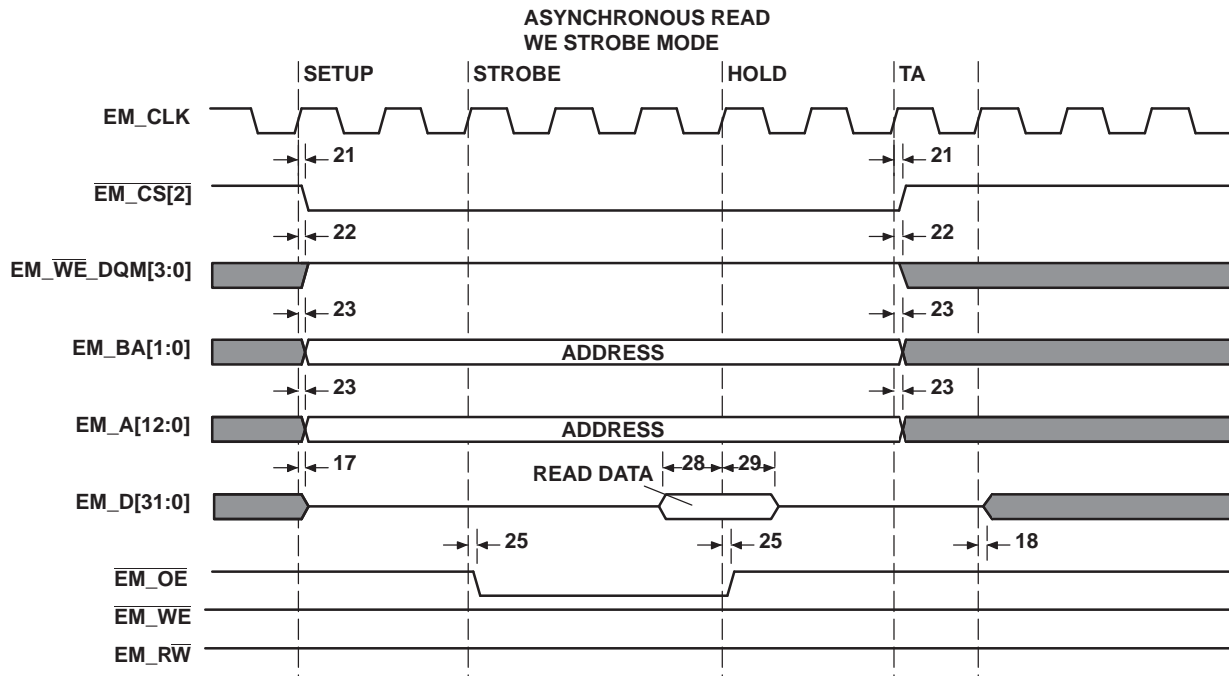 ASYNCHRONOUS READ
WE STROBE MODE
SETUP STROBE HOLD TA
EM_CLK
21 21
EM_CS[2]
22 22
EM_WE_DQM[3:0]
23 23
EM_BA[1:0] ADDRESS
23 23
EM_A[12:0] ADDRESS
17 28 29
READ DATA
EM_D[31:0]
25 25 18
EM_OE
EM_WE
EM_RW